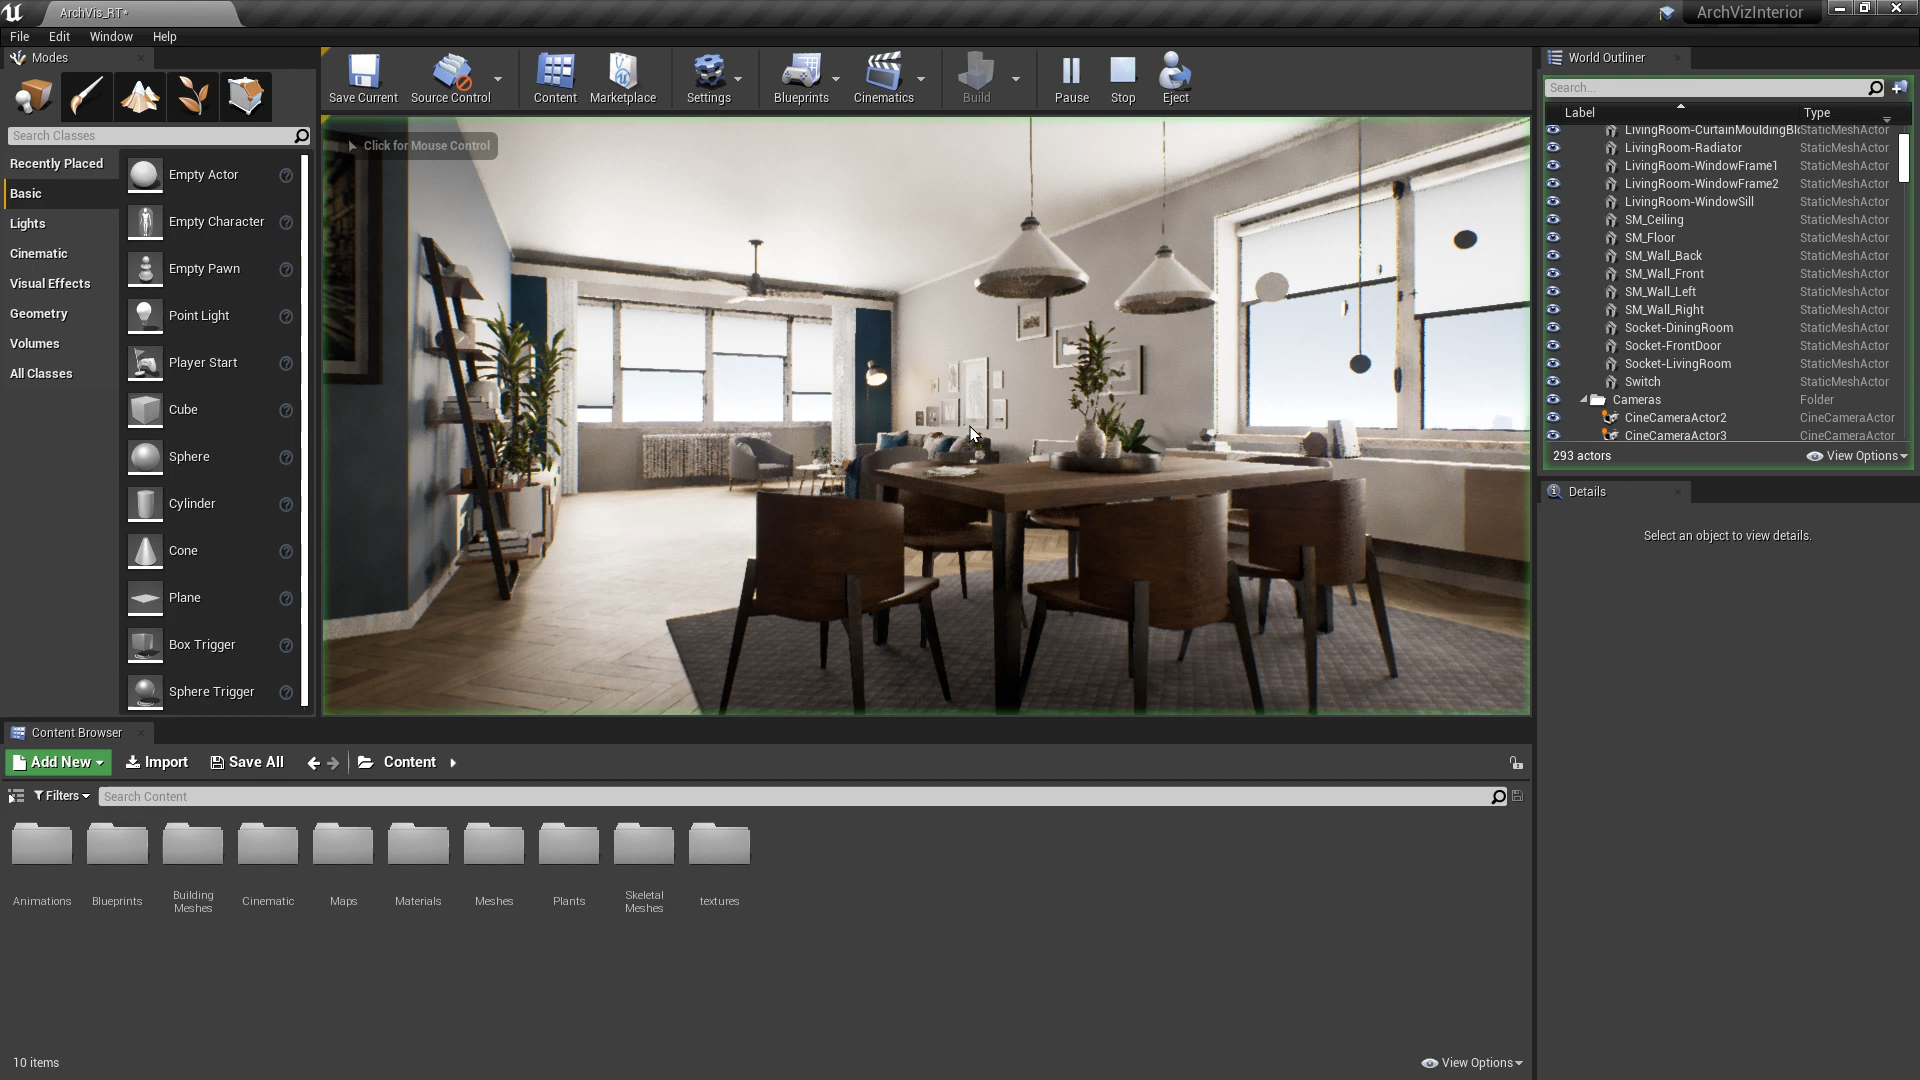 ArchVis_RT*
ArchVizInterior
File Edit Window Help
Modes
Search Classes
Recently Placed
Basic
Lights
Cinematic
Visual Effects
Geometry
Volumes
All Classes
Empty Actor
Empty Character
Empty Pawn
Point Light
Player Start
Cube
Sphere
Cylinder
Cone
Plane
Box Trigger
Sphere Trigger
Save Current Source Control Content Marketplace Settings Blueprints Cinematics Build Pause Stop Eject
Click for Mouse Control
World Outliner
Search...
Label Type
LivingRoom-CurtainMouldingBl StaticMeshActor
LivingRoom-Radiator StaticMeshActor
LivingRoom-WindowFrame1 StaticMeshActor
LivingRoom-WindowFrame2 StaticMeshActor
LivingRoom-WindowSill StaticMeshActor
SM_Ceiling StaticMeshActor
SM_Floor StaticMeshActor
SM_Wall_Back StaticMeshActor
SM_Wall_Front StaticMeshActor
SM_Wall_Left StaticMeshActor
SM_Wall_Right StaticMeshActor
Socket-DiningRoom StaticMeshActor
Socket-FrontDoor StaticMeshActor
Socket-LivingRoom StaticMeshActor
Switch StaticMeshActor
Cameras Folder
CineCameraActor2 CineCameraActor
CineCameraActor3 CineCameraActor
293 actors View Options
Details
Select an object to view details.
Content Browser
Add New Import Save All Content
Filters Search Content
Animations
Blueprints
Building
Meshes
Cinematic
Maps
Materials
Meshes
Plants
Skeletal
Meshes
textures
10 items View Options